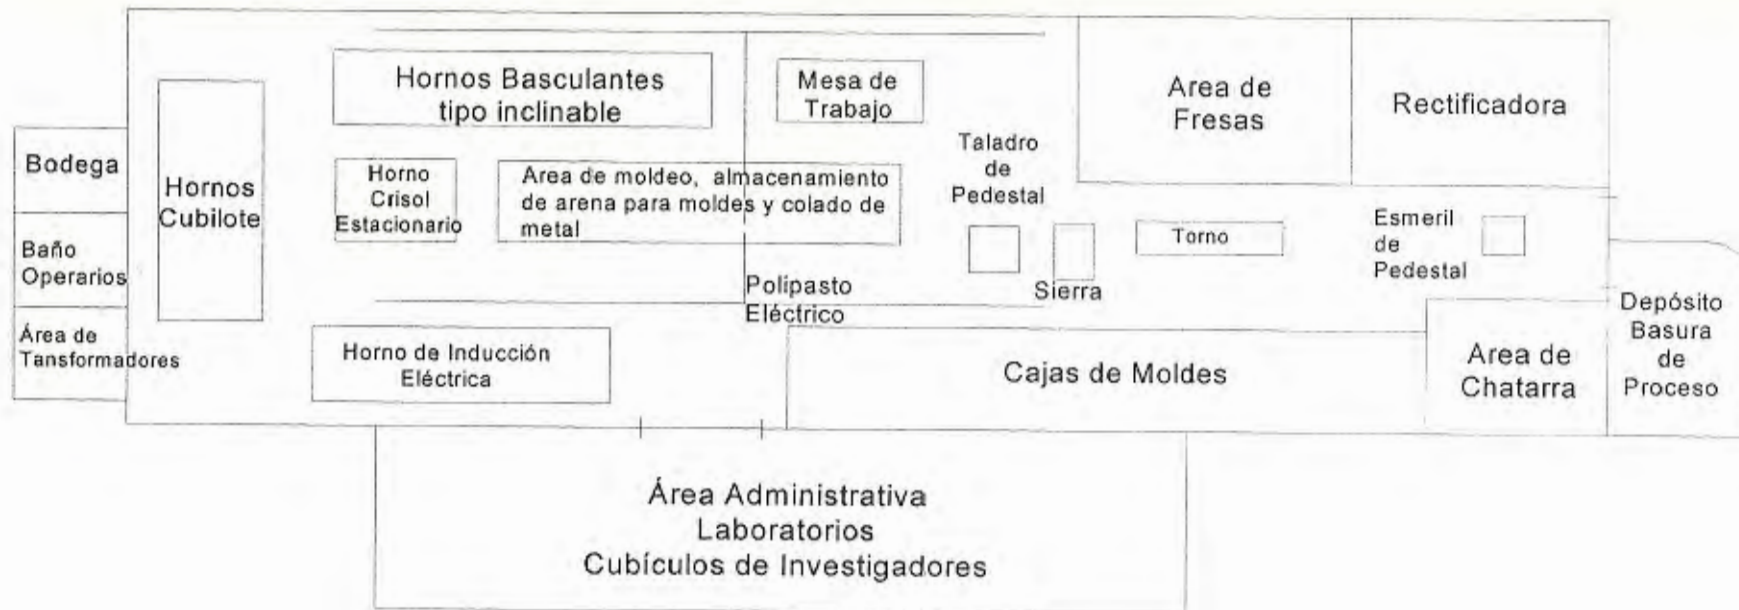 Hornos Basculantes
tipo inclinable
Mesa de
Trabajo
Area de
Fresas
Rectificadora
Bodega
Hornos
Cubilote
Horno
Crisol
Estacionario
Area de moldeo, almacenamiento
de arena para moldes y colado de
metal
Taladro
de
Pedestal
Torno
Esmeril
de
Pedestal
Baño
Operarios
Sierra
Polipasto
Eléctrico
Área de
Tansformadores
Horno de Inducción
Eléctrica
Cajas de Moldes
Area de
Chatarra
Depósito
Basura
de
Proceso
Área Administrativa
Laboratorios
Cubículos de Investigadores